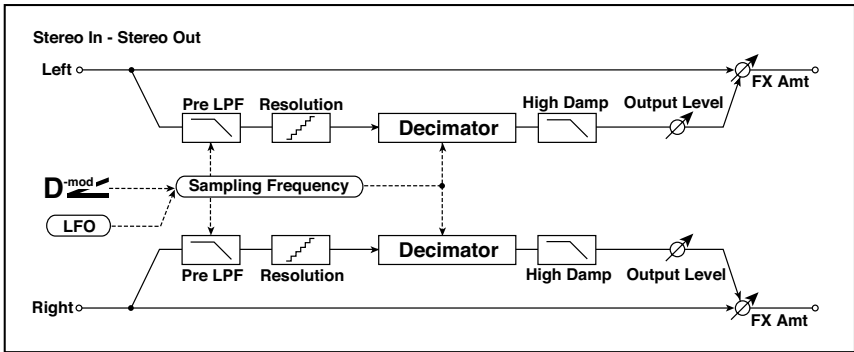 Stereo In - Stereo Out
Left
FX Amt
Pre LPF
Resolution
High Damp
Output Level
Decimator
D-mod
Sampling Frequency
LFO
Decimator
Pre LPF
Resolution
High Damp
Output Level
Right
FX Amt